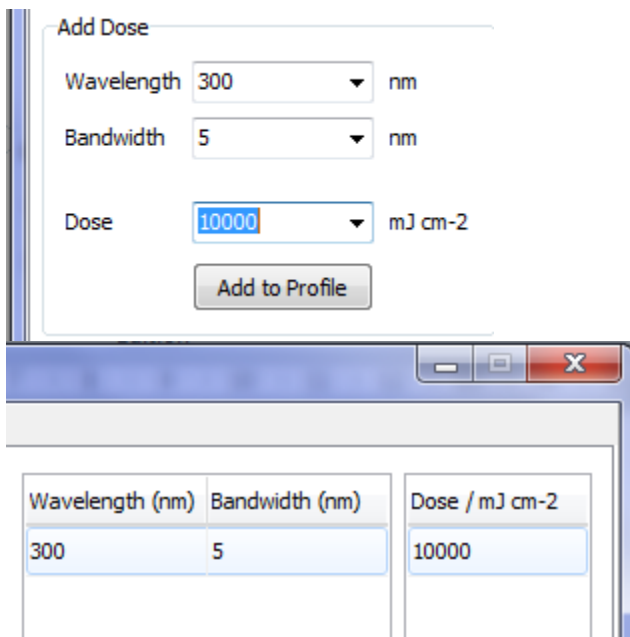 Add Dose
Wavelength 300 nm
Bandwidth 5 nm
Dose 10000 mJ cm-2
Add to Profile
Wavelength (nm) Bandwidth (nm) Dose / mJ cm-2
300 5 10000